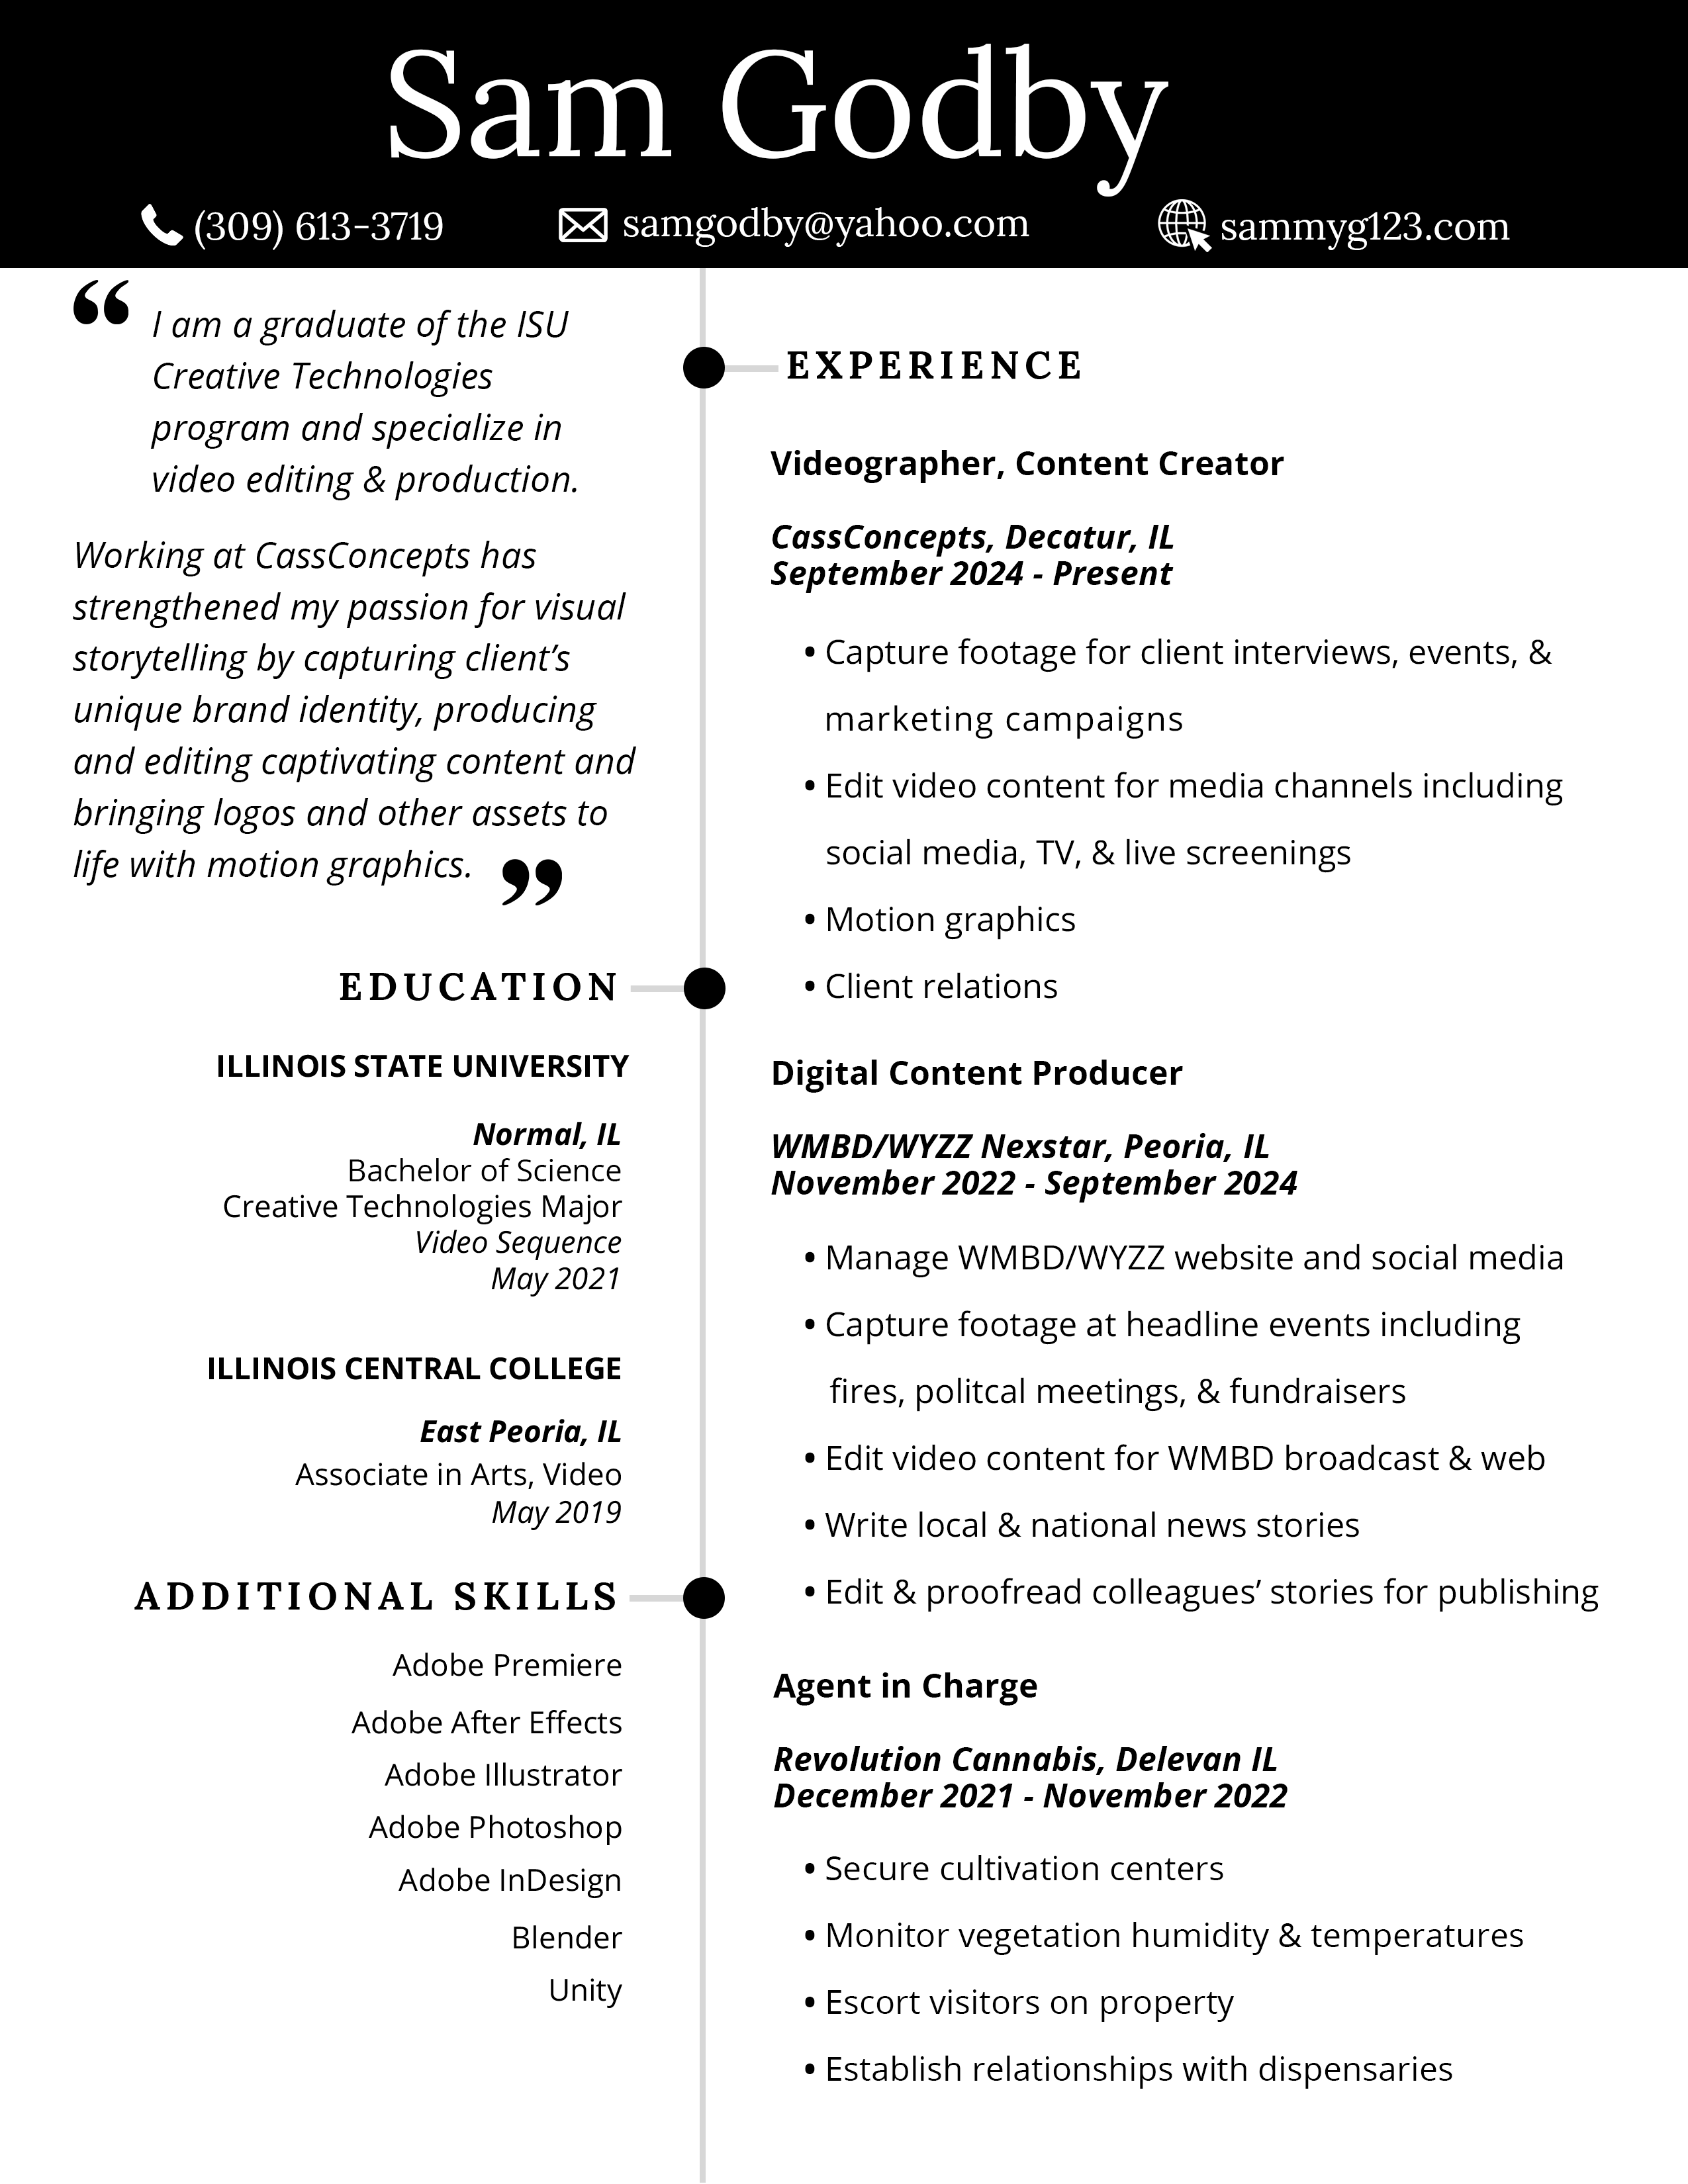 Sam Godby
(309) 613-3719
samgodby@yahoo.com
sammyg123.com
“ I am a graduate of the ISU
Creative Technologies
program and specialize in
video editing & production.
Working at CassConcepts has
strengthened my passion for visual
storytelling by capturing client’s
unique brand identity, producing
and editing captivating content and
bringing logos and other assets to
life with motion graphics. ”
EDUCATION
ILLINOIS STATE UNIVERSITY
Normal, IL
Bachelor of Science
Creative Technologies Major
Video Sequence
May 2021
ILLINOIS CENTRAL COLLEGE
East Peoria, IL
Associate in Arts, Video
May 2019
ADDITIONAL SKILLS
Adobe Premiere
Adobe After Effects
Adobe Illustrator
Adobe Photoshop
Adobe InDesign
Blender
Unity
EXPERIENCE
Videographer, Content Creator
CassConcepts, Decatur, IL
September 2024 - Present
• Capture footage for client interviews, events, &
marketing campaigns
• Edit video content for media channels including
social media, TV, & live screenings
• Motion graphics
• Client relations
Digital Content Producer
WMBD/WYZZ Nexstar, Peoria, IL
November 2022 - September 2024
• Manage WMBD/WYZZ website and social media
• Capture footage at headline events including
fires, politcal meetings, & fundraisers
• Edit video content for WMBD broadcast & web
• Write local & national news stories
• Edit & proofread colleagues’ stories for publishing
Agent in Charge
Revolution Cannabis, Delevan IL
December 2021 - November 2022
• Secure cultivation centers
• Monitor vegetation humidity & temperatures
• Escort visitors on property
• Establish relationships with dispensaries